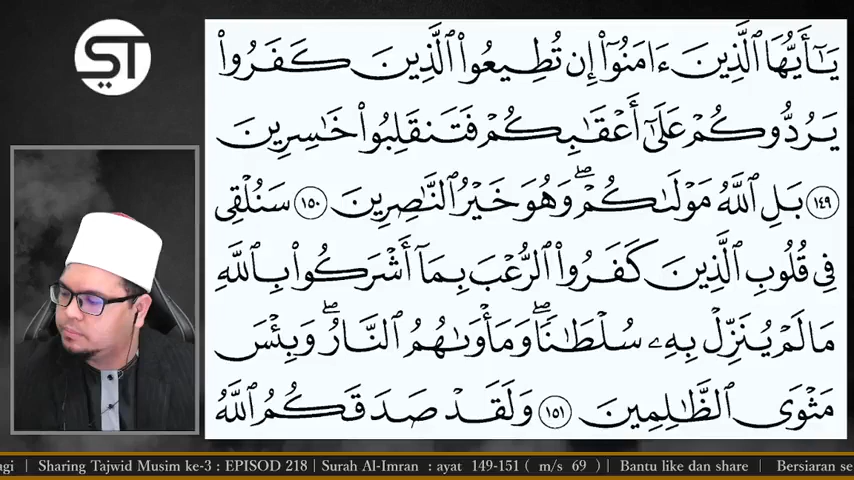 ST
يَـٰٓأَيُّهَا ٱلَّذِينَ ءَامَنُوٓا۟ إِن تُطِيعُوا۟ ٱلَّذِينَ كَفَرُوا۟
يَرُدُّوكُمْ عَلَىٰٓ أَعْقَـٰبِكُمْ فَتَنقَلِبُوا۟ خَـٰسِرِينَ
١٤٩ بَلِ ٱللَّهُ مَوْلَىٰكُمْ ۖ وَهُوَ خَيْرُ ٱلنَّـٰصِرِينَ ١٥٠ سَنُلْقِى
فِى قُلُوبِ ٱلَّذِينَ كَفَرُوا۟ ٱلرُّعْبَ بِمَآ أَشْرَكُوا۟ بِٱللَّهِ
مَا لَمْ يُنَزِّلْ بِهِۦ سُلْطَـٰنًا ۖ وَمَأْوَىٰهُمُ ٱلنَّارُ ۖ وَبِئْسَ
مَثْوَى ٱلظَّـٰلِمِينَ ١٥١ وَلَقَدْ صَدَقَكُمُ ٱللَّهُ
agi | Sharing Tajwid Musim ke-3 : EPISOD 218 | Surah Al-Imran : ayat 149-151 ( m/s 69 ) | Bantu like dan share | Bersiaran se